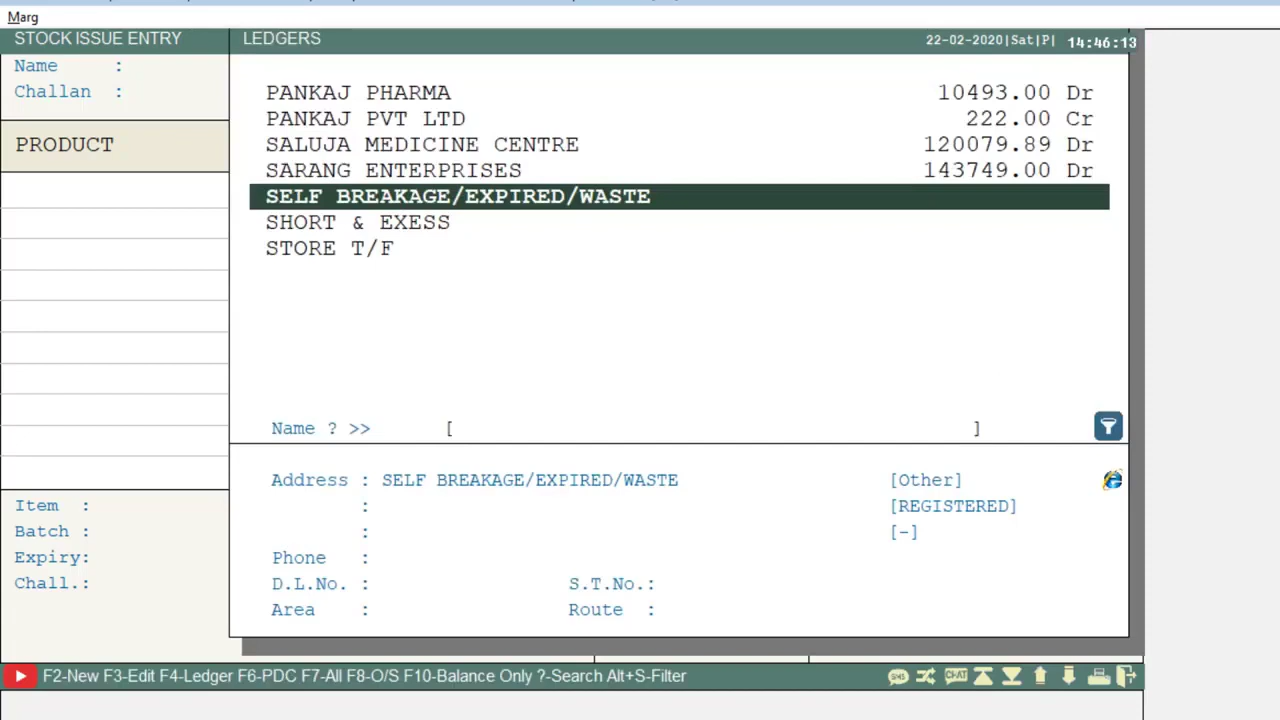 Marg
STOCK ISSUE ENTRY
LEDGERS
22-02-2020|Sat|P| 14:46:13
Name :
Challan :
PRODUCT
PANKAJ PHARMA 10493.00 Dr
PANKAJ PVT LTD 222.00 Cr
SALUJA MEDICINE CENTRE 120079.89 Dr
SARANG ENTERPRISES 143749.00 Dr
SELF BREAKAGE/EXPIRED/WASTE
SHORT & EXESS
STORE T/F
Name ? >> [ ]
Address : SELF BREAKAGE/EXPIRED/WASTE [Other]
: [REGISTERED]
: [-]
Phone :
D.L.No. : S.T.No.:
Area : Route :
Item :
Batch :
Expiry:
Chall.:
F2-New F3-Edit F4-Ledger F6-PDC F7-All F8-O/S F10-Balance Only ?-Search Alt+S-Filter
SMS
CHAT